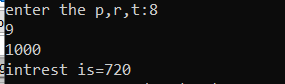 enter the p,r,t:8
9
1000
intrest is=720